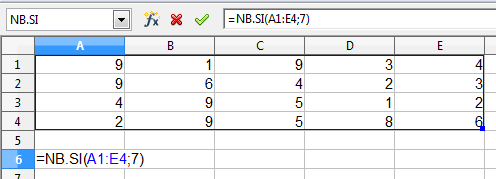 NB.SI =NB.SI(A1:E4;7)
A B C D E
1 9 1 9 3 4
2 9 6 4 2 3
3 4 9 5 1 2
4 2 9 5 8 6
5
6 =NB.SI(A1:E4;7)
7